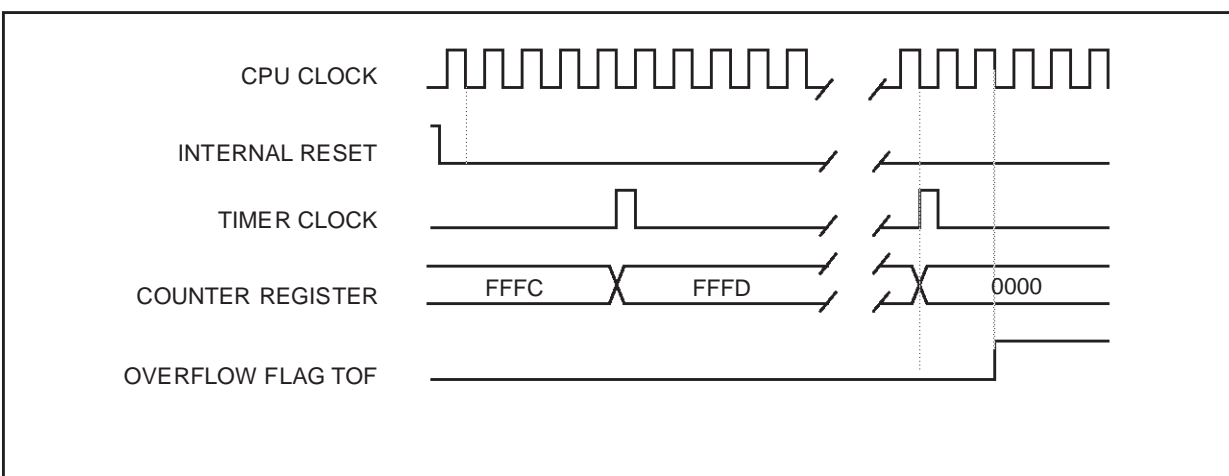 CPU CLOCK
INTERNAL RESET
TIMER CLOCK
COUNTER REGISTER
FFFC
FFFD
0000
OVERFLOW FLAG TOF